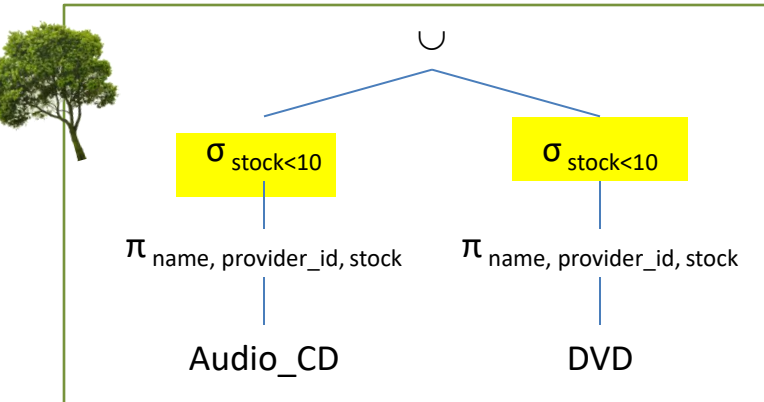 ∪
σ stock<10 σ stock<10
π name, provider_id, stock π name, provider_id, stock
Audio_CD DVD